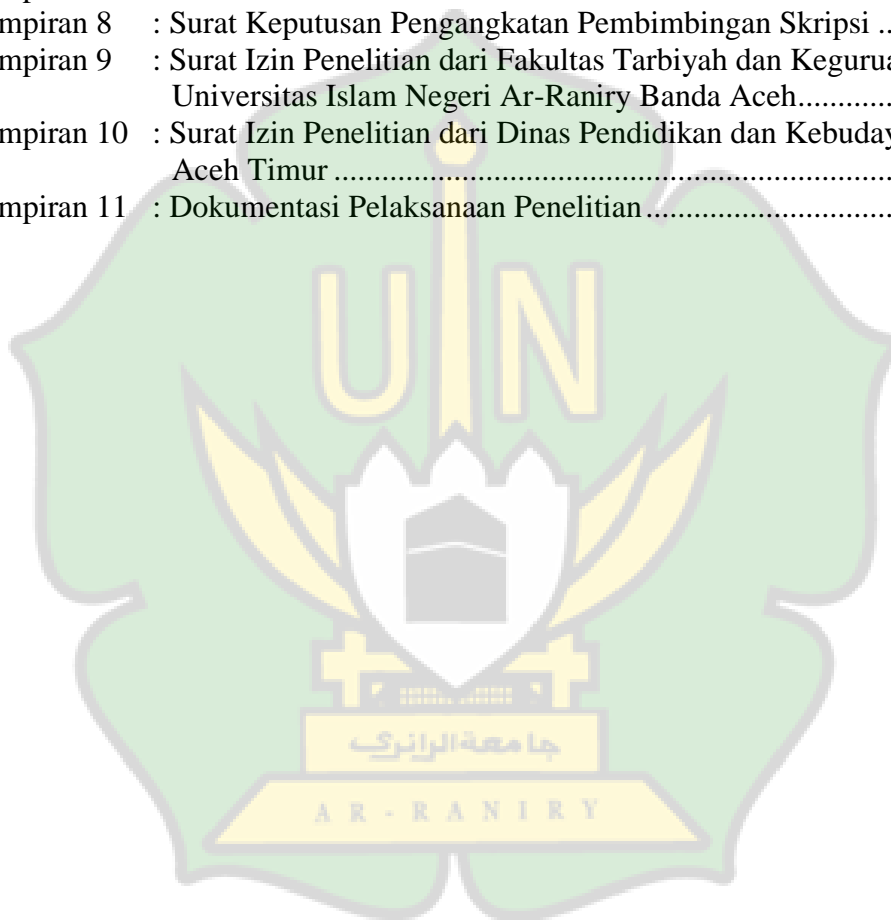 mpiran 8 : Surat Keputusan Pengangkatan Pembimbingan Skripsi ..
mpiran 9 : Surat Izin Penelitian dari Fakultas Tarbiyah dan Kegurua
Universitas Islam Negeri Ar-Raniry Banda Aceh.............
mpiran 10 : Surat Izin Penelitian dari Dinas Pendidikan dan Kebuday
Aceh Timur ......................................................................
mpiran 11 : Dokumentasi Pelaksanaan Penelitian ..............................
UIN
جامعة الرانري
AR-RANIRY